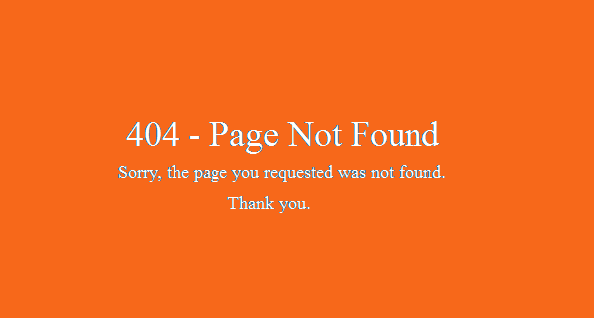 404 - Page Not Found
Sorry, the page you requested was not found.
Thank you.